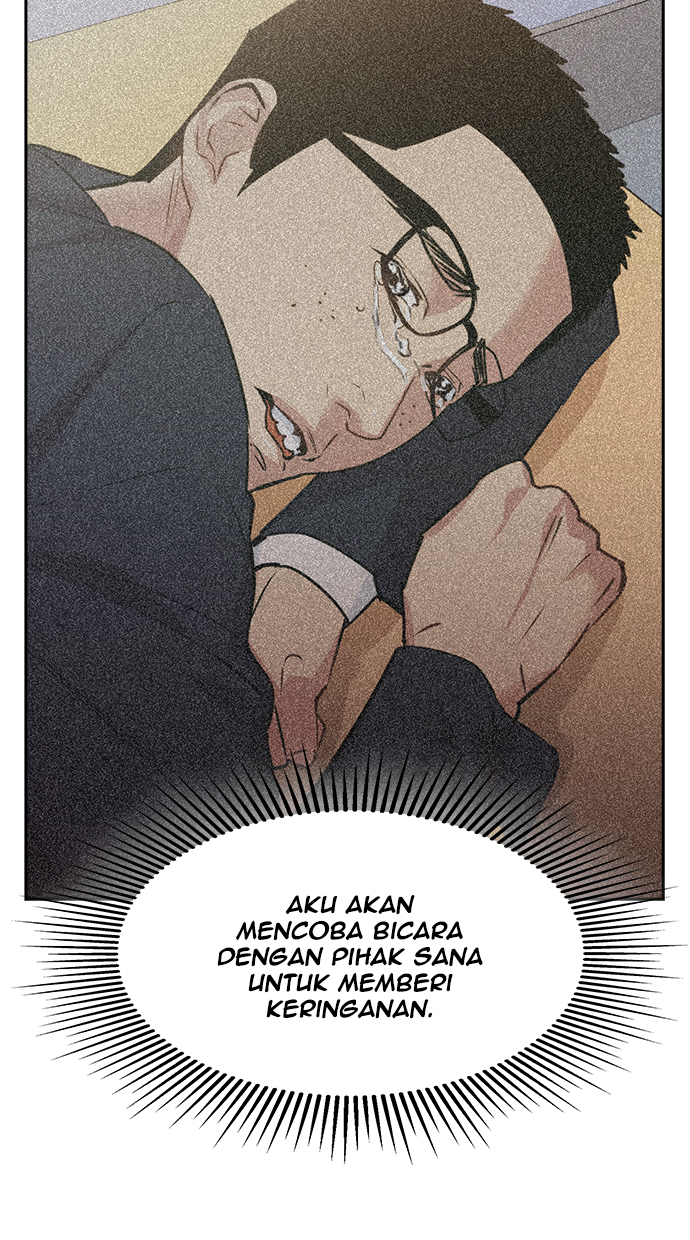 AKU AKAN
MENCOBA BICARA
DENGAN PIHAK SANA
UNTUK MEMBERI
KERINGANAN.